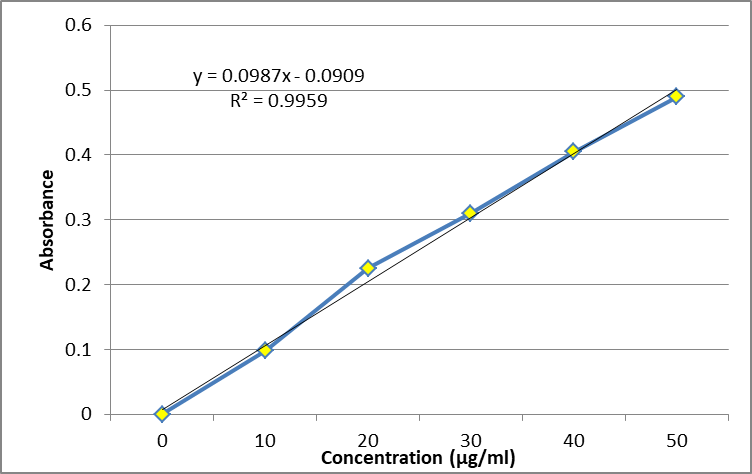 0.6
y = 0.0987x - 0.0909
R² = 0.9959
0.5
0.4
0.3
0.2
0.1
0
Absorbance
0 10 20 30 40 50
Concentration (µg/ml)